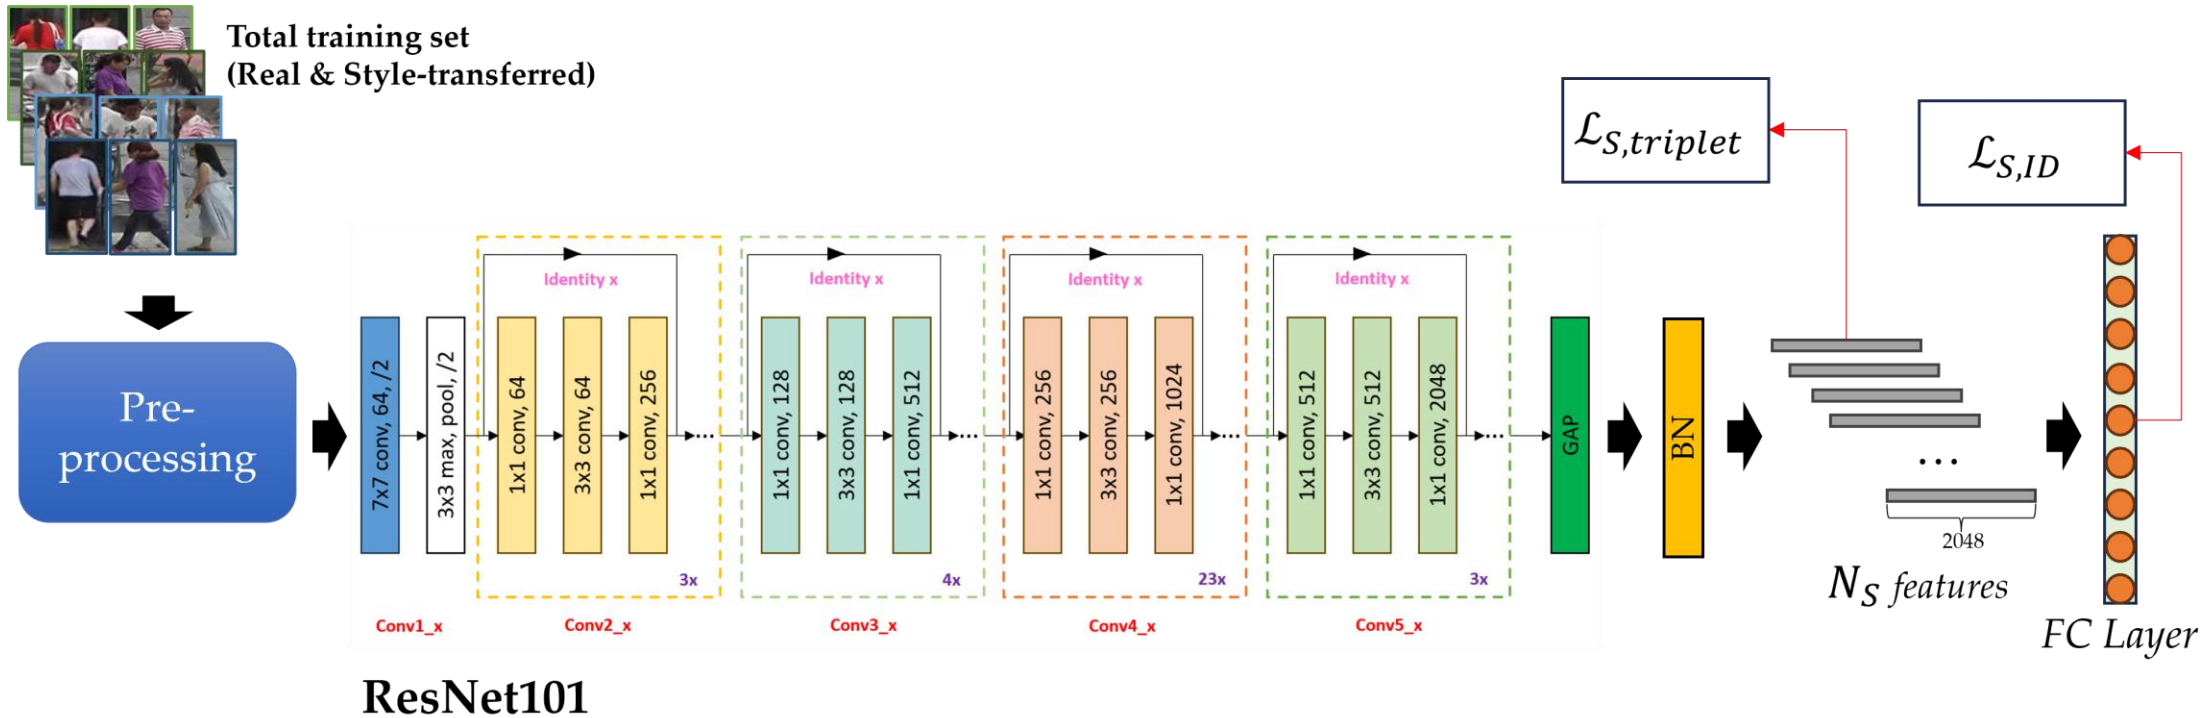 Total training set
(Real & Style-transferred)
Pre-
processing
7x7 conv, 64, /2
3x3 max, pool, /2
Identity x
1x1 conv, 64
3x3 conv, 64
1x1 conv, 256
...
3x
Identity x
1x1 conv, 128
3x3 conv, 128
1x1 conv, 512
...
4x
Identity x
1x1 conv, 256
3x3 conv, 256
1x1 conv, 1024
...
23x
Identity x
1x1 conv, 512
3x3 conv, 512
1x1 conv, 2048
...
3x
GAP
Conv1_x
Conv2_x
Conv3_x
Conv4_x
Conv5_x
ResNet101
BN
ℒ_{S,triplet}
ℒ_{S,ID}
...
2048
N_S features
FC Layer